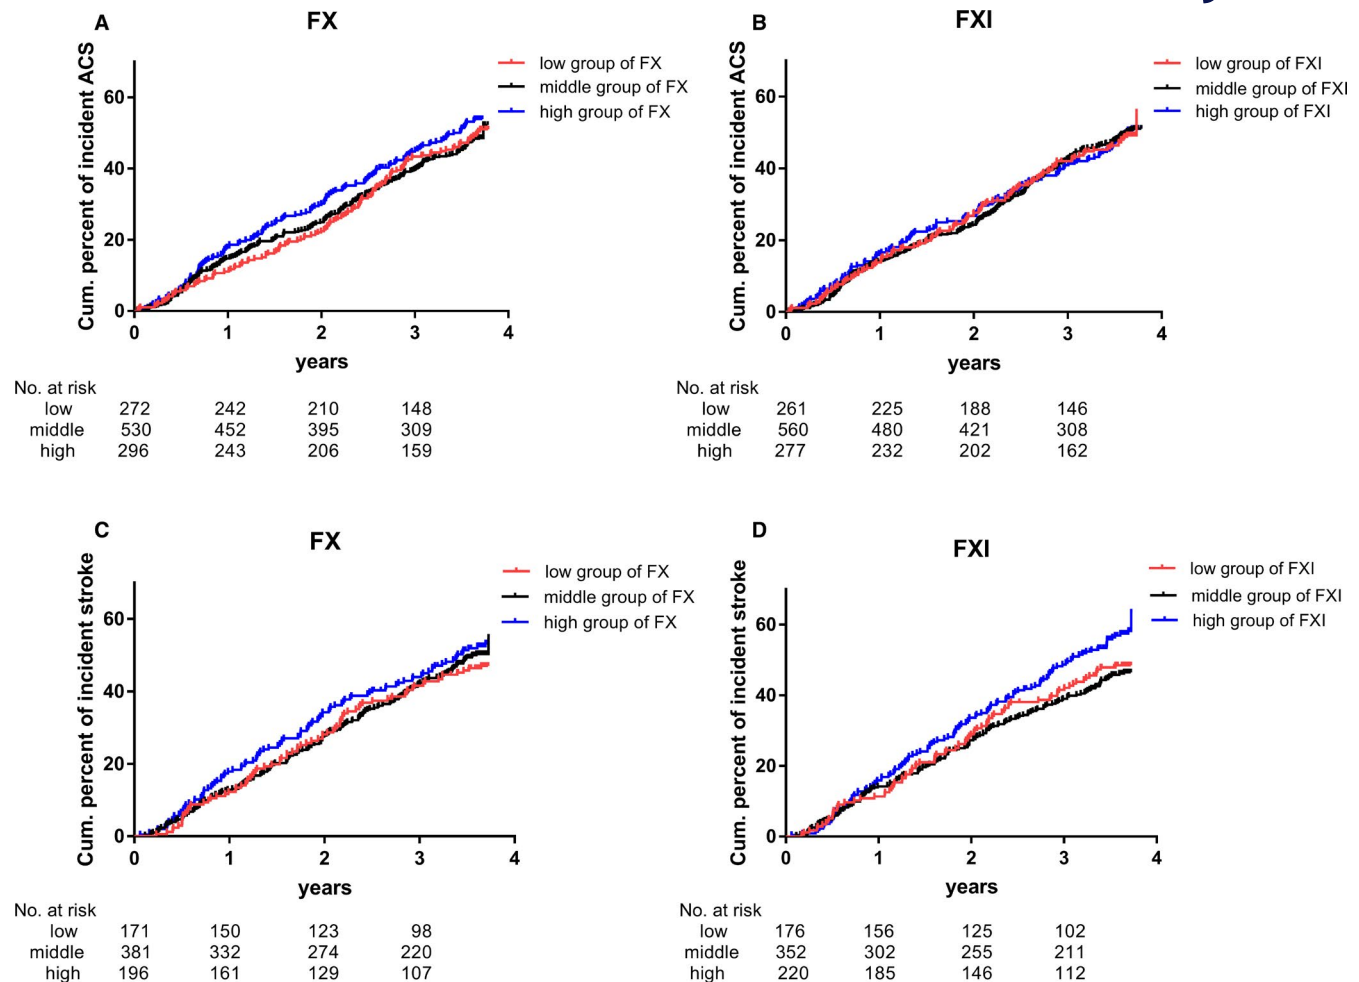 A
FX
Cum. percent of incident ACS
60
40
20
0
0 1 2 3 4
years
low group of FX
middle group of FX
high group of FX
No. at risk
low 272 242 210 148
middle 530 452 395 309
high 296 243 206 159
B
FXI
Cum. percent of incident ACS
60
40
20
0
0 1 2 3 4
years
low group of FXI
middle group of FXI
high group of FXI
No. at risk
low 261 225 188 146
middle 560 480 421 308
high 277 232 202 162
C
FX
Cum. percent of incident stroke
60
40
20
0
0 1 2 3 4
years
low group of FX
middle group of FX
high group of FX
No. at risk
low 171 150 123 98
middle 381 332 274 220
high 196 161 129 107
D
FXI
Cum. percent of incident stroke
60
40
20
0
0 1 2 3 4
years
low group of FXI
middle group of FXI
high group of FXI
No. at risk
low 176 156 125 102
middle 352 302 255 211
high 220 185 146 112